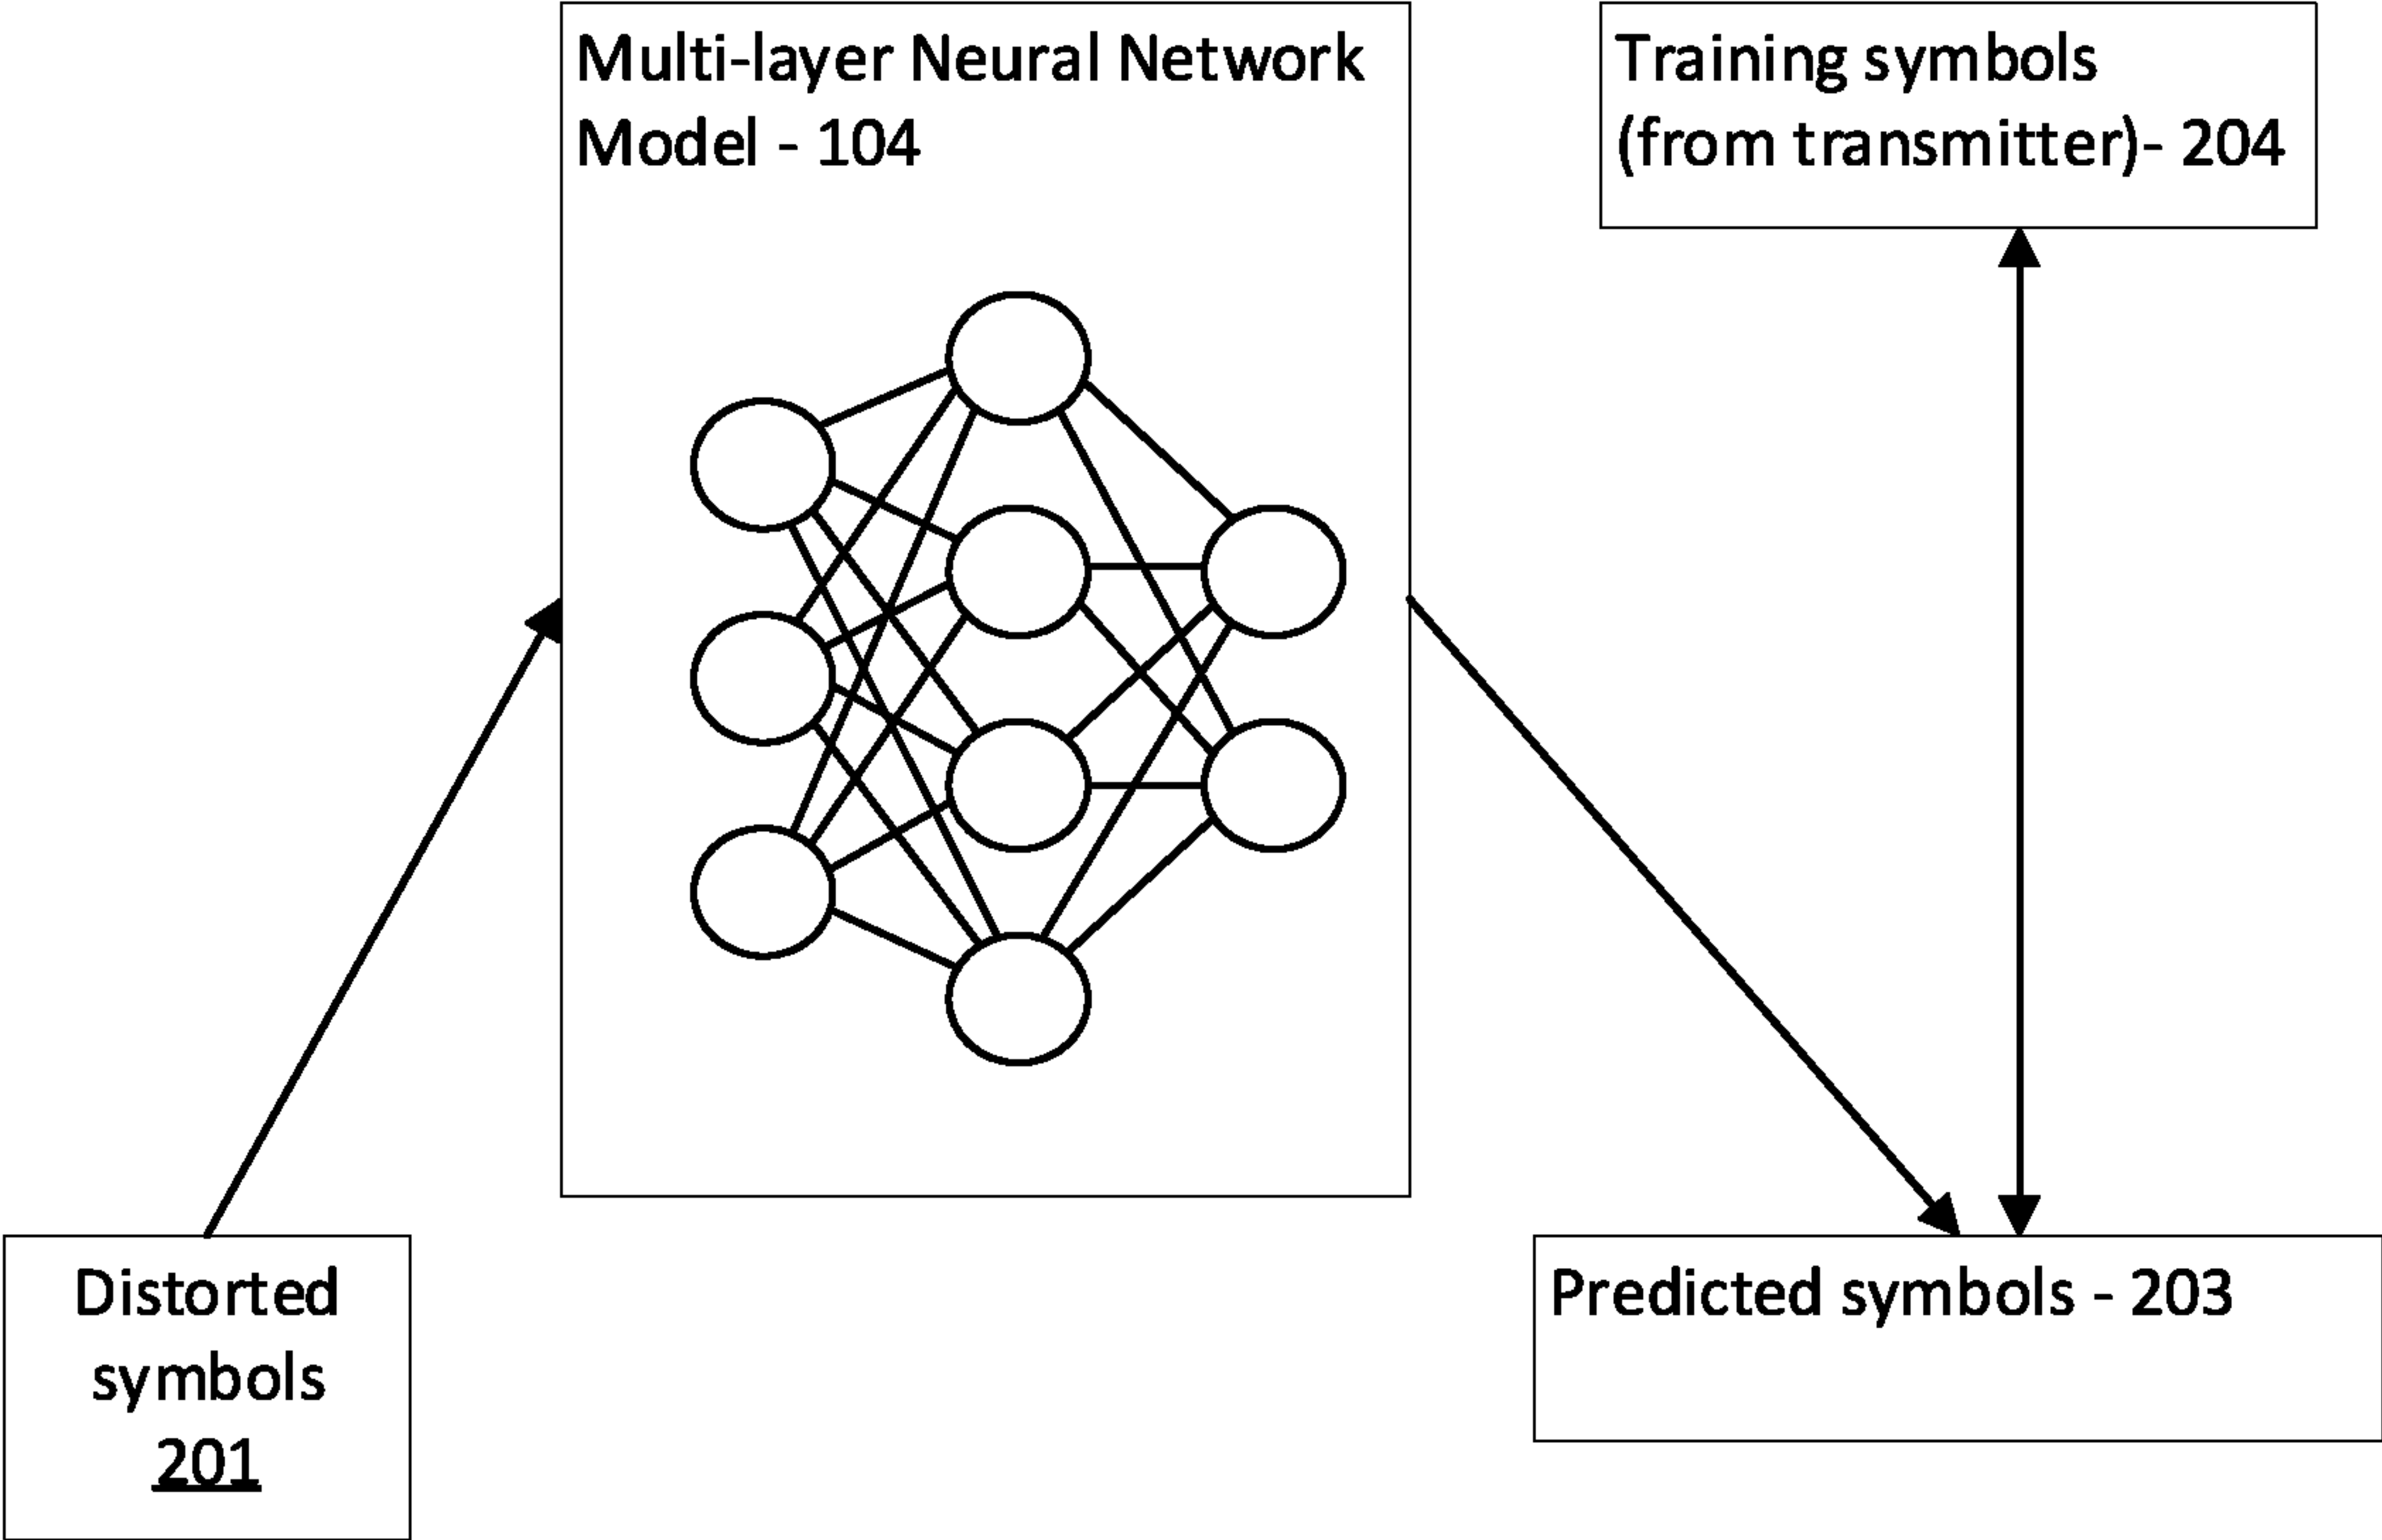 Multi-layer Neural Network
Model - 104
Training symbols
(from transmitter)- 204
Distorted
symbols
201
Predicted symbols - 203